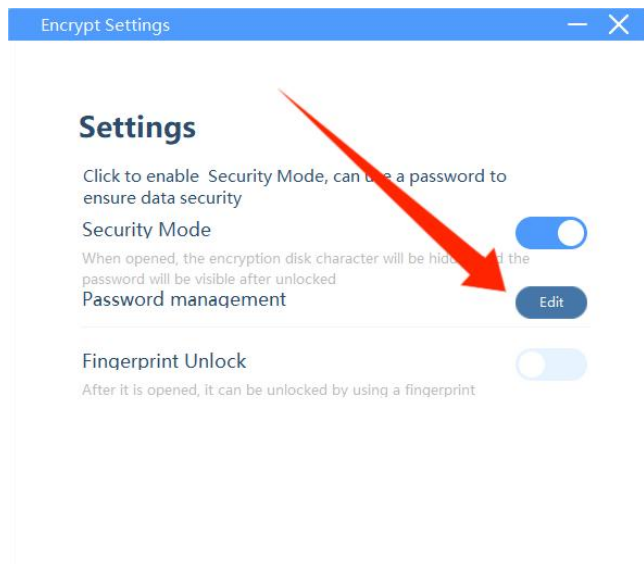 Encrypt Settings
Settings
Click to enable Security Mode, can use a password to
ensure data security
Security Mode
When opened, the encryption disk character will be hid the
password will be visible after unlocked
Password management
Edit
Fingerprint Unlock
After it is opened, it can be unlocked by using a fingerprint